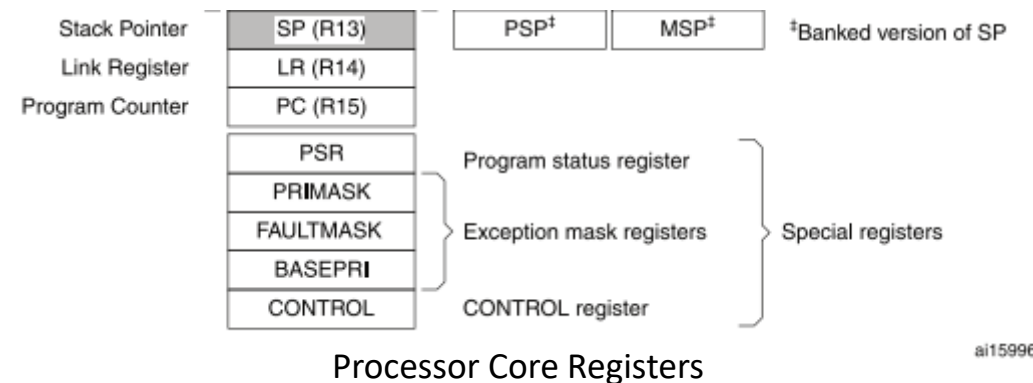 Stack Pointer SP (R13) PSP‡ MSP‡ ‡Banked version of SP
Link Register LR (R14)
Program Counter PC (R15)
PSR Program status register
PRIMASK
FAULTMASK Exception mask registers Special registers
BASEPRI
CONTROL CONTROL register
ai15996
Processor Core Registers